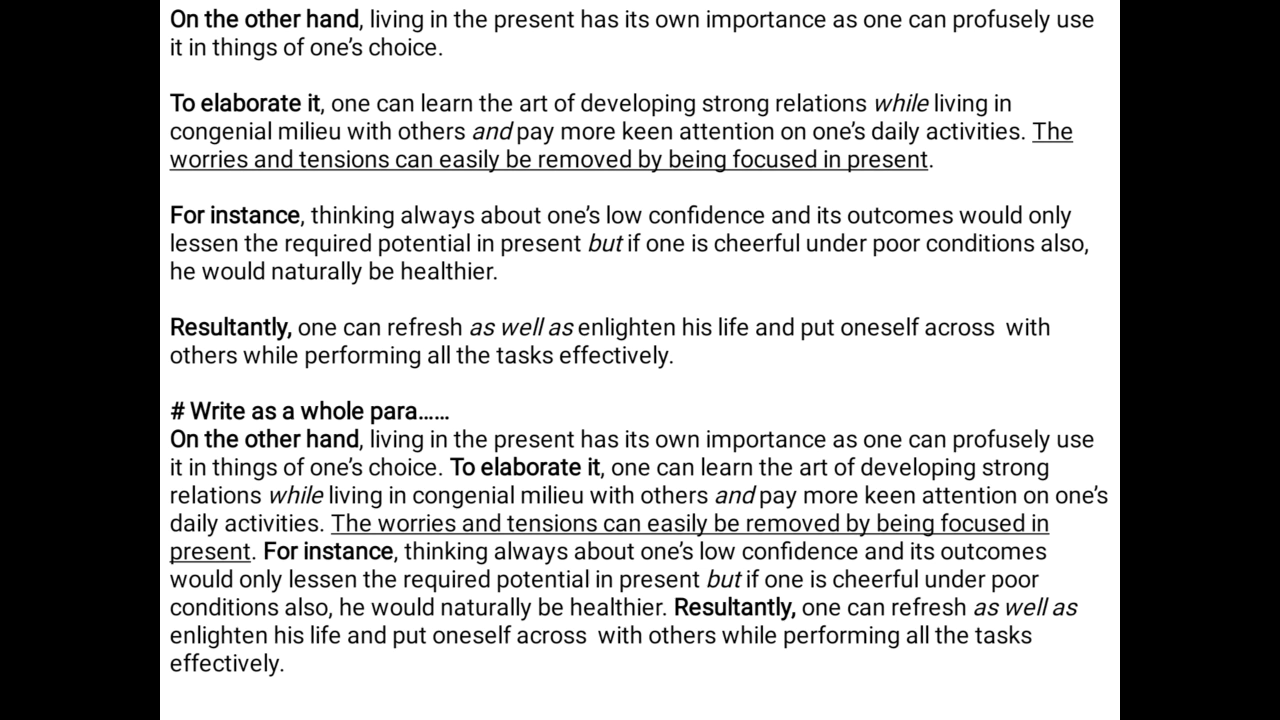 On the other hand, living in the present has its own importance as one can profusely use
it in things of one's choice.
To elaborate it, one can learn the art of developing strong relations while living in
congenial milieu with others and pay more keen attention on one's daily activities. The
worries and tensions can easily be removed by being focused in present.
For instance, thinking always about one's low confidence and its outcomes would only
lessen the required potential in present but if one is cheerful under poor conditions also,
he would naturally be healthier.
Resultantly, one can refresh as well as enlighten his life and put oneself across  with
others while performing all the tasks effectively.
# Write as a whole para......
On the other hand, living in the present has its own importance as one can profusely use
it in things of one's choice. To elaborate it, one can learn the art of developing strong
relations while living in congenial milieu with others and pay more keen attention on one's
daily activities. The worries and tensions can easily be removed by being focused in
present. For instance, thinking always about one's low confidence and its outcomes
would only lessen the required potential in present but if one is cheerful under poor
conditions also, he would naturally be healthier. Resultantly, one can refresh as well as
enlighten his life and put oneself across  with others while performing all the tasks
effectively.